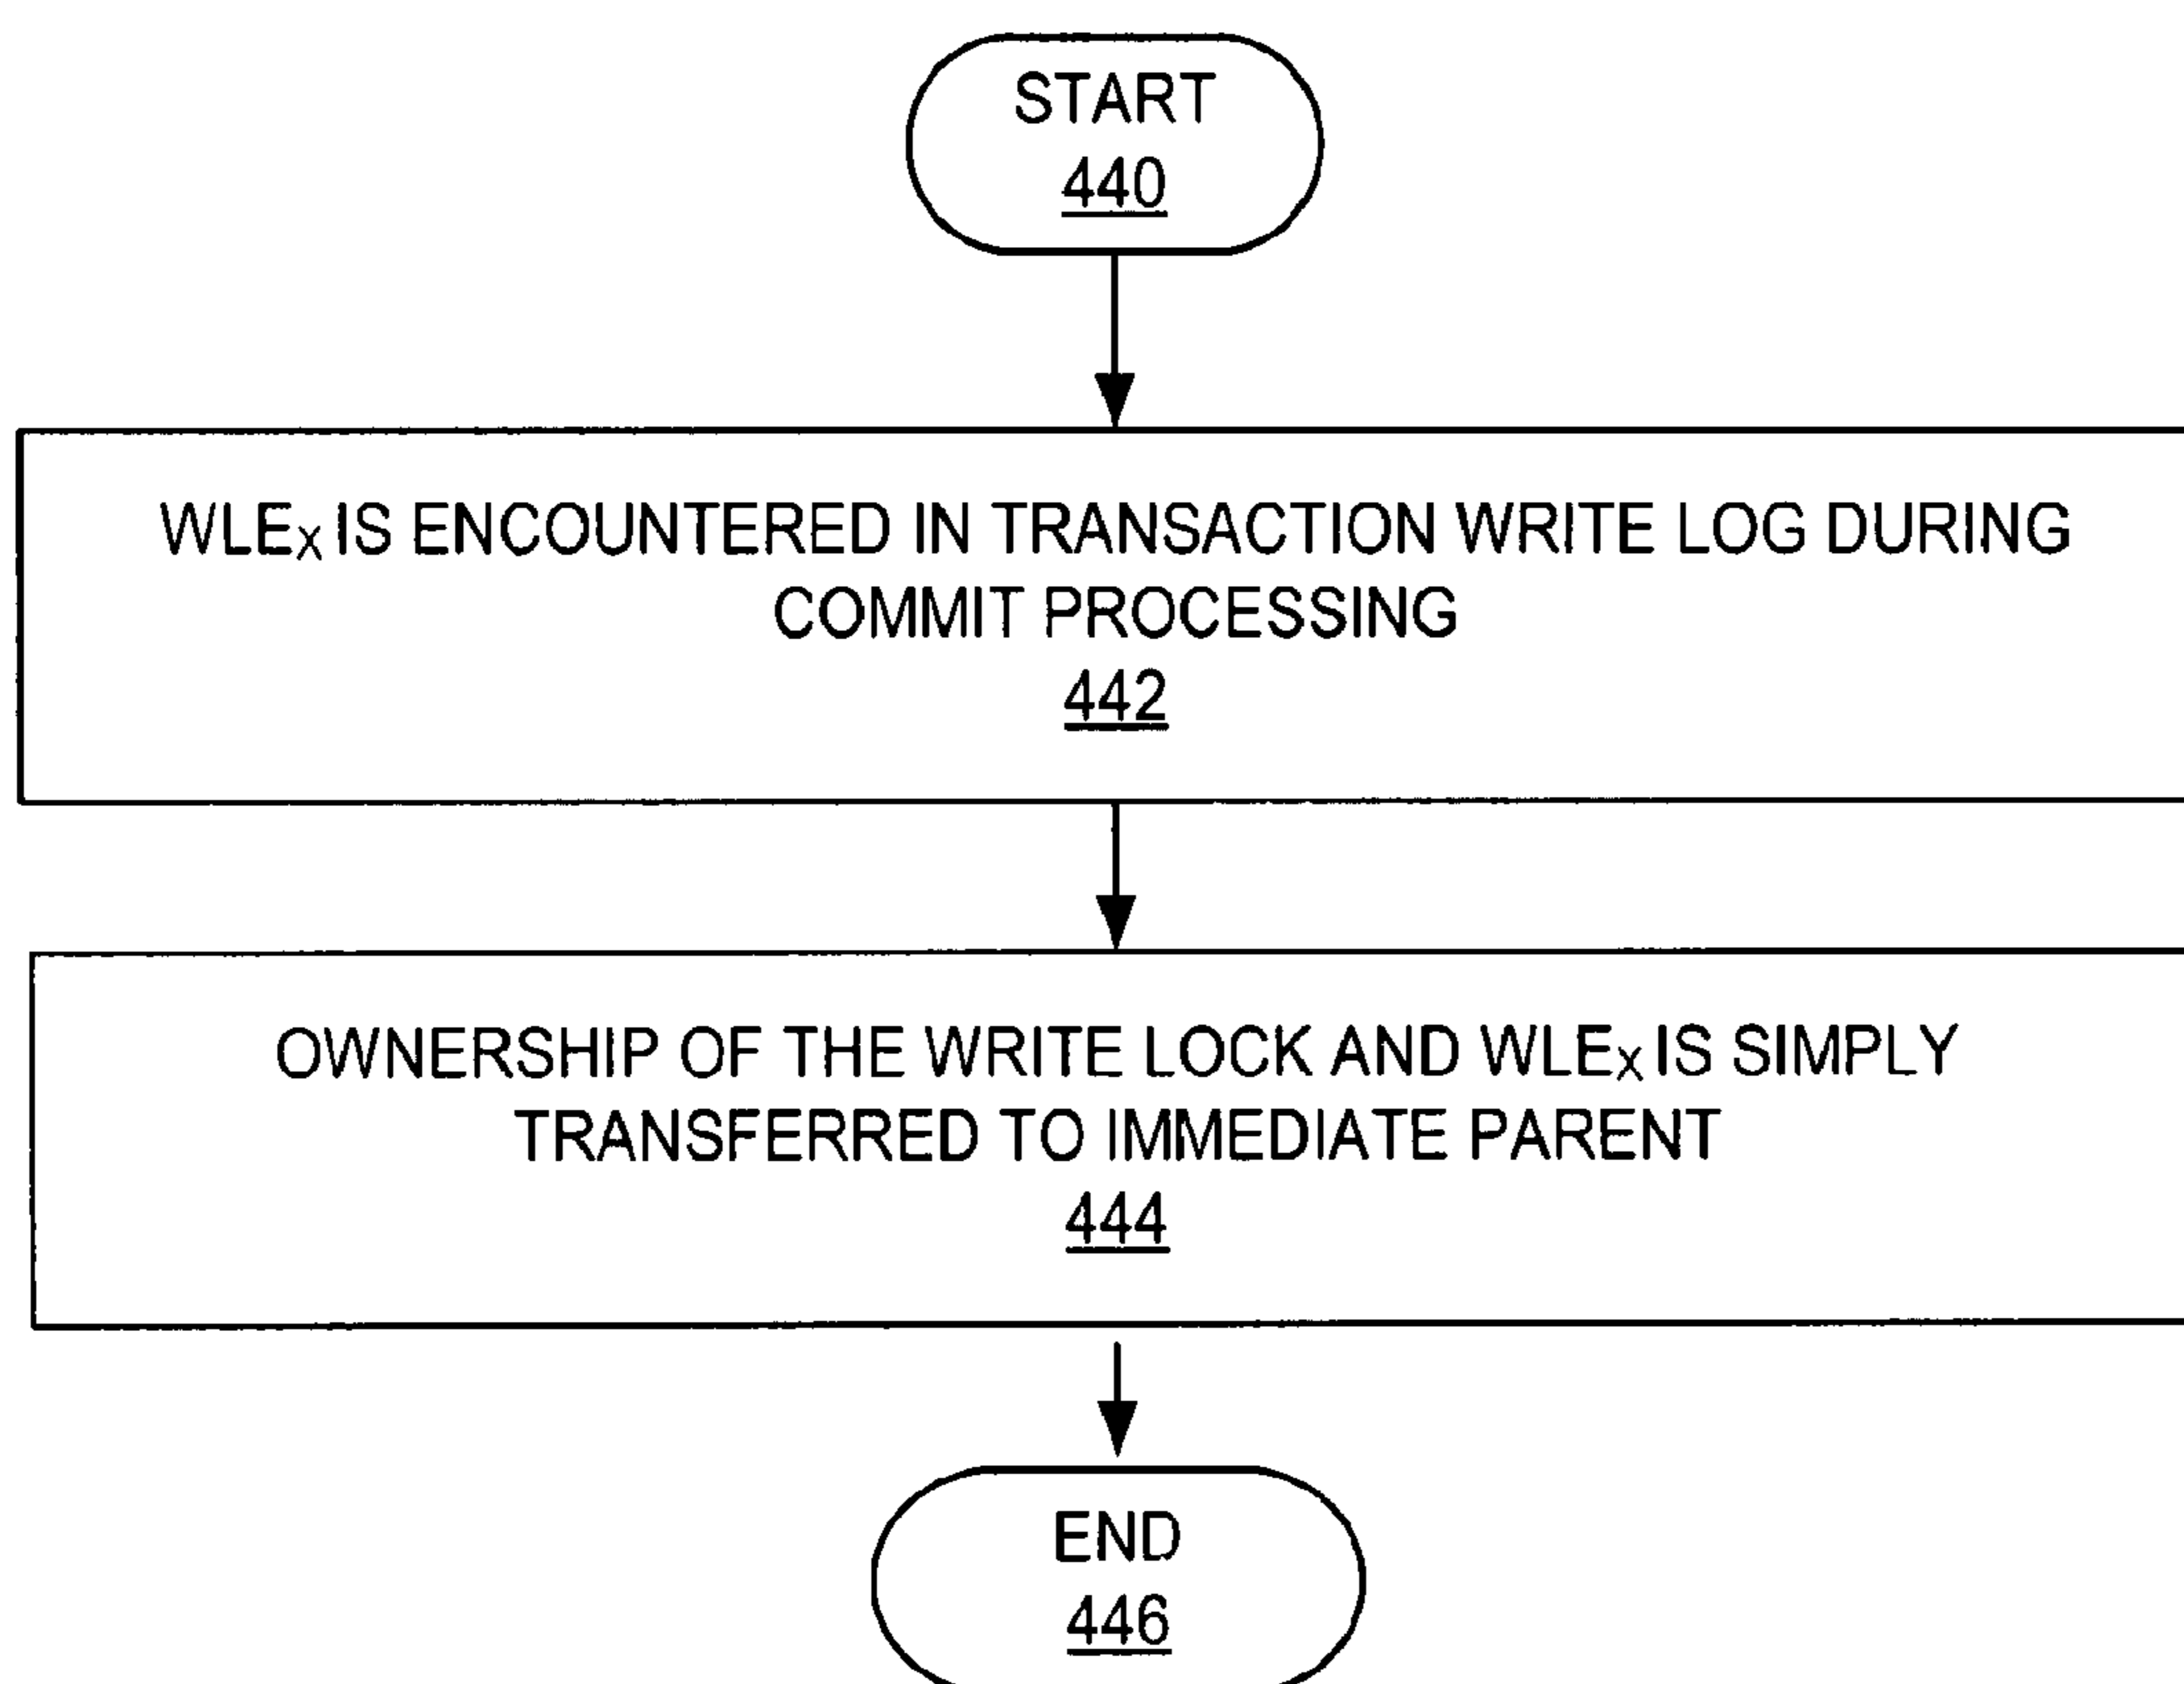 START
440
WLEX IS ENCOUNTERED IN TRANSACTION WRITE LOG DURING
COMMIT PROCESSING
442
OWNERSHIP OF THE WRITE LOCK AND WLEX IS SIMPLY
TRANSFERRED TO IMMEDIATE PARENT
444
END
446